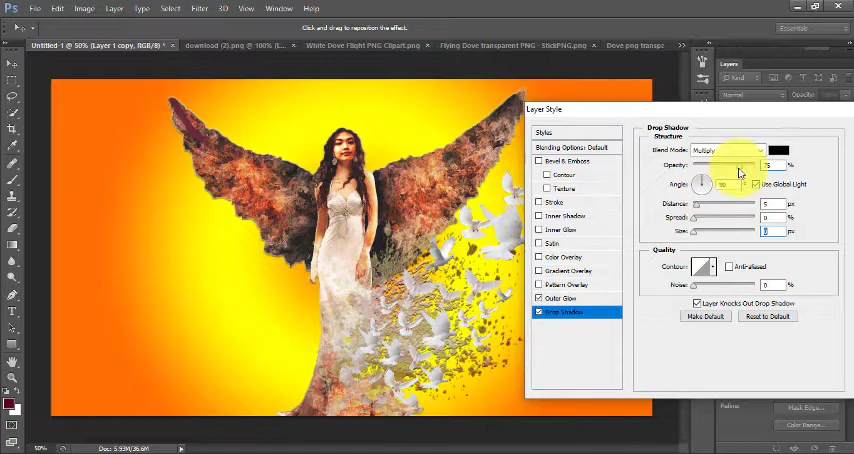 Ps File Edit Image Layer Type Select Filter 3D View Window Help
Click and drag to reposition the effect.
Essentials
Untitled-1 @ 50% (Layer 1 copy, RGB/8) * × download (2).png @ 100% (L... × White Dove Flight PNG Clipart.png × Flying Dove transparent PNG - StickPNG.png × Dove png transpa
Layers
Kind
Normal Opacity:
Layer Style
Styles
Blending Options: Default
Bevel & Emboss
Contour
Texture
Stroke
Inner Shadow
Inner Glow
Satin
Color Overlay
Gradient Overlay
Pattern Overlay
Outer Glow
Drop Shadow
Drop Shadow
Structure
Blend Mode: Multiply
Opacity: 75 %
Angle: 90 ° Use Global Light
Distance: 5 px
Spread: 0 %
Size: 0 px
Quality
Contour: Anti-aliased
Noise: 0 %
Layer Knocks Out Drop Shadow
Make Default Reset to Default
Refine:
Mask Edge...
Color Range...
50% Doc: 5.93M/36.6M